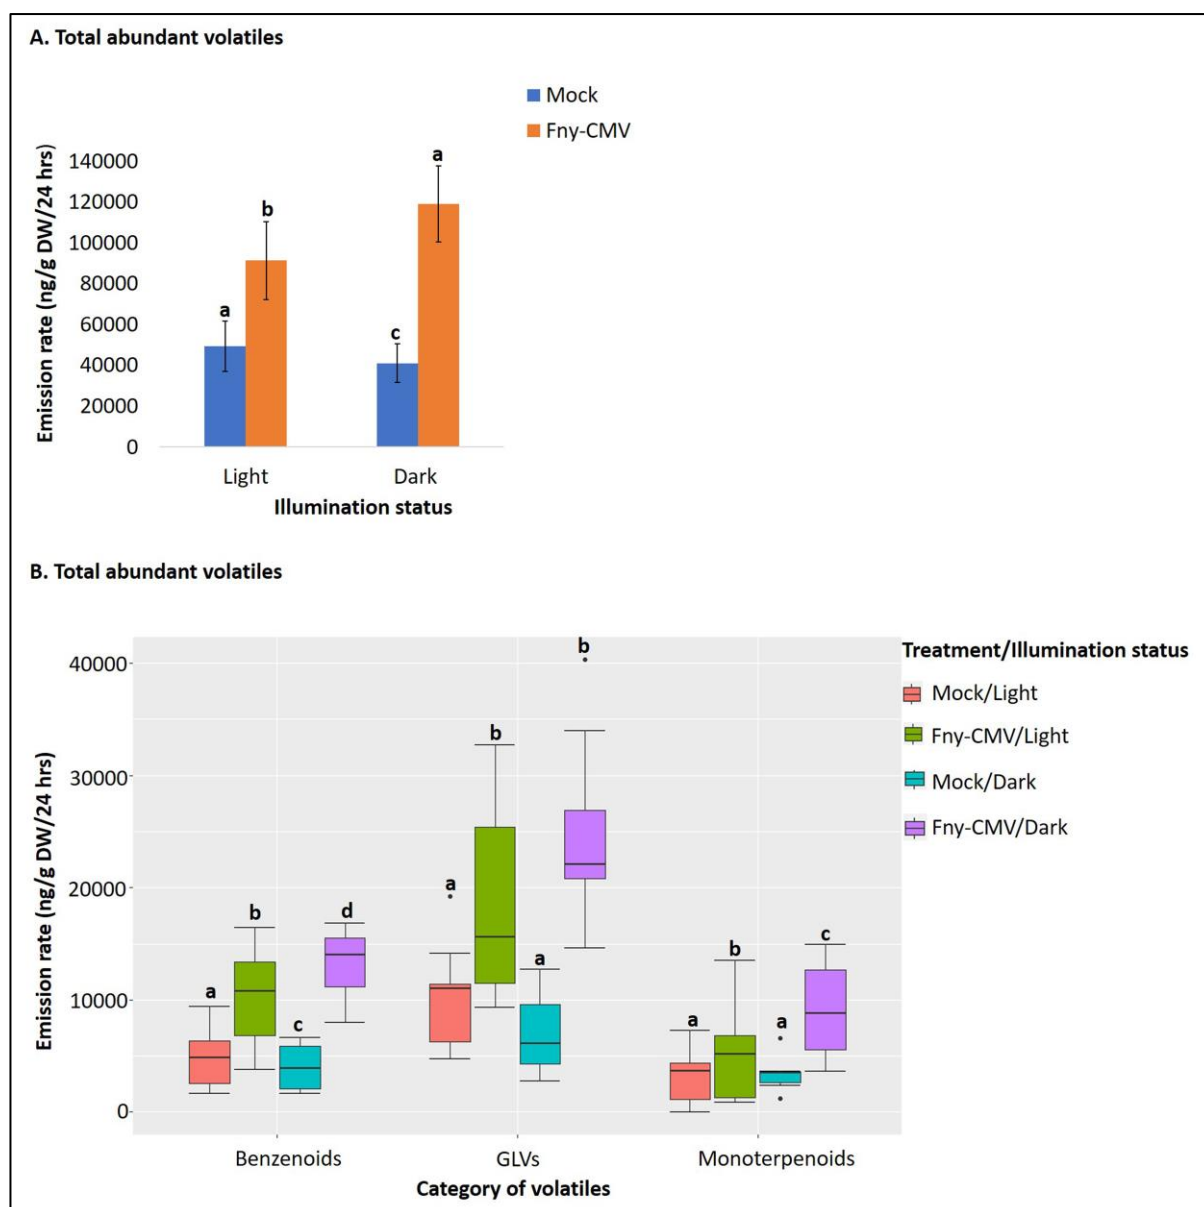 A. Total abundant volatiles
Mock
Fny-CMV
Emission rate (ng/g DW/24 hrs)
140000
120000
100000
80000
60000
40000
20000
0
a
b
c
a
Light
Dark
Illumination status
B. Total abundant volatiles
Treatment/Illumination status
Mock/Light
Fny-CMV/Light
Mock/Dark
Fny-CMV/Dark
Emission rate (ng/g DW/24 hrs)
40000
30000
20000
10000
0
a
b
c
d
a
b
a
b
a
b
a
c
Benzenoids
GLVs
Monoterpenoids
Category of volatiles